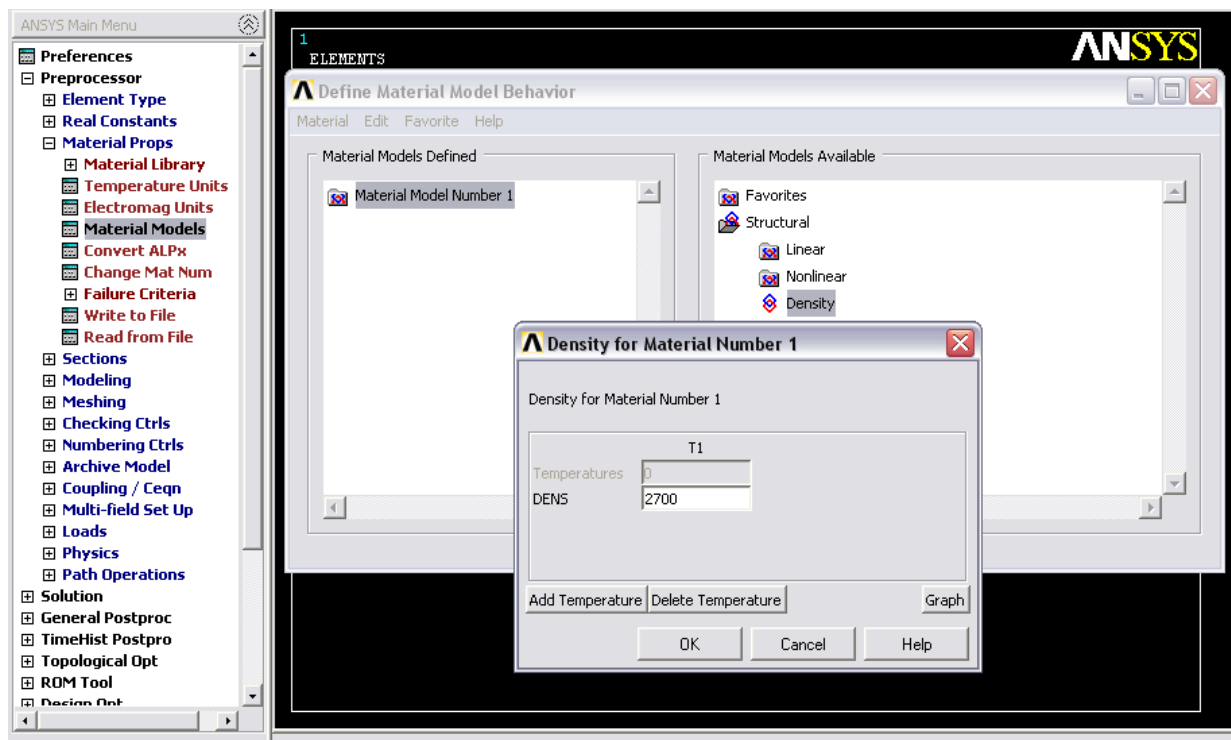 ANSYS Main Menu
Preferences
Preprocessor
Element Type
Real Constants
Material Props
Material Library
Temperature Units
Electromag Units
Material Models
Convert ALPx
Change Mat Num
Failure Criteria
Write to File
Read from File
Sections
Modeling
Meshing
Checking Ctrls
Numbering Ctrls
Archive Model
Coupling / Ceqn
Multi-field Set Up
Loads
Physics
Path Operations
Solution
General Postproc
TimeHist Postpro
Topological Opt
ROM Tool
Design Opt
1
ELEMENTS
ANSYS
Define Material Model Behavior
Material Edit Favorite Help
Material Models Defined
Material Model Number 1
Material Models Available
Favorites
Structural
Linear
Nonlinear
Density
Density for Material Number 1
Density for Material Number 1
T1
Temperatures 0
DENS 2700
Add Temperature Delete Temperature Graph
OK Cancel Help